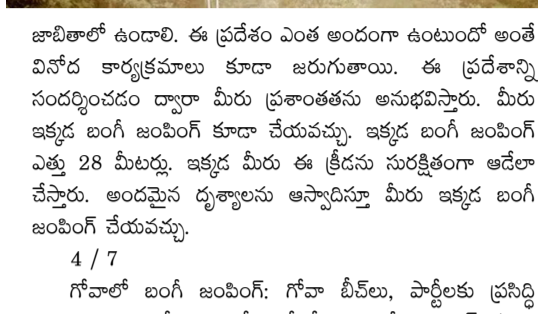 జాబితాలో ఉండాలి. ఈ ప్రదేశం ఎంత అందంగా ఉంటుందో అంతే
వినోద కార్యక్రమాలు కూడా జరుగుతాయి. ఈ ప్రదేశాన్ని
సందర్శించడం ద్వారా మీరు ప్రశాంతతను అనుభవిస్తారు. మీరు
ఇక్కడ బంగీ జంపింగ్ కూడా చేయవచ్చు. ఇక్కడ బంగీ జంపింగ్
ఎత్తు 28 మీటర్లు. ఇక్కడ మీరు ఈ క్రీడను సురక్షితంగా ఆడేలా
చేస్తారు. అందమైన దృశ్యాలను ఆస్వాదిస్తూ మీరు ఇక్కడ బంగీ
జంపింగ్ చేయవచ్చు.
4 / 7
గోవాలో బంగీ జంపింగ్: గోవా బీచ్‌లు, పార్టీలకు ప్రసిద్ధి